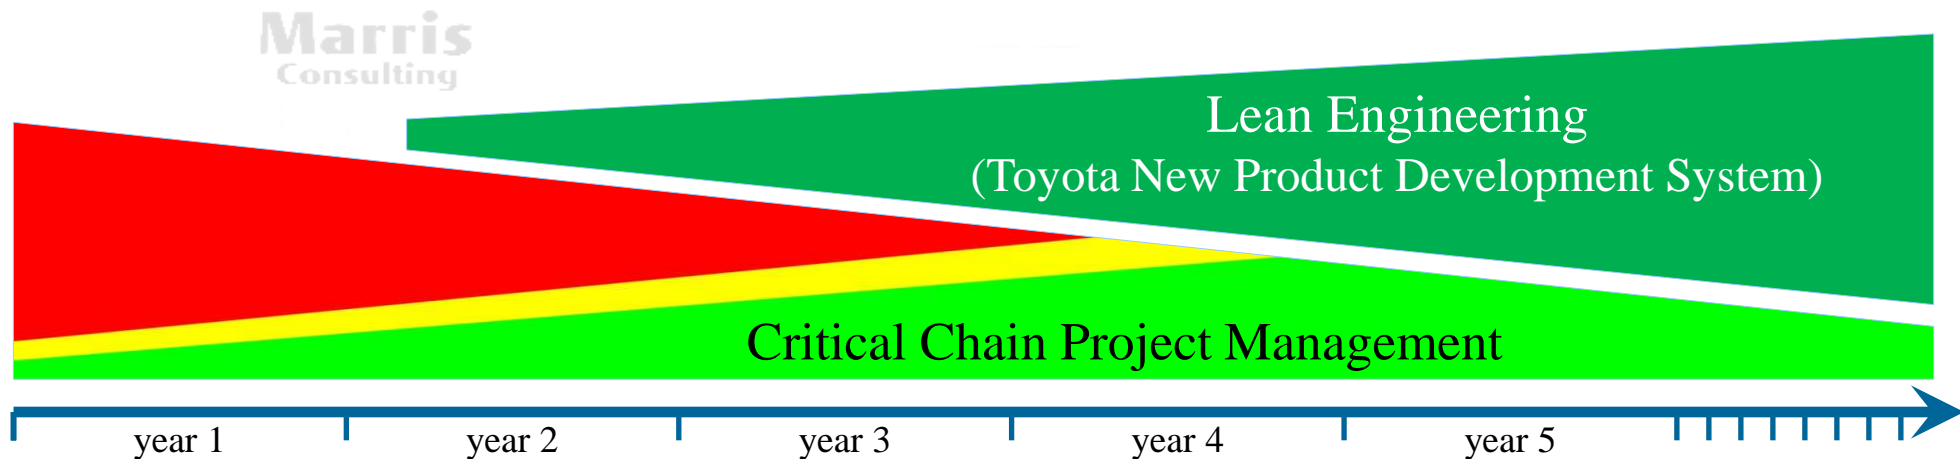 Marris
Consulting
Lean Engineering
(Toyota New Product Development System)
Critical Chain Project Management
year 1
year 2
year 3
year 4
year 5